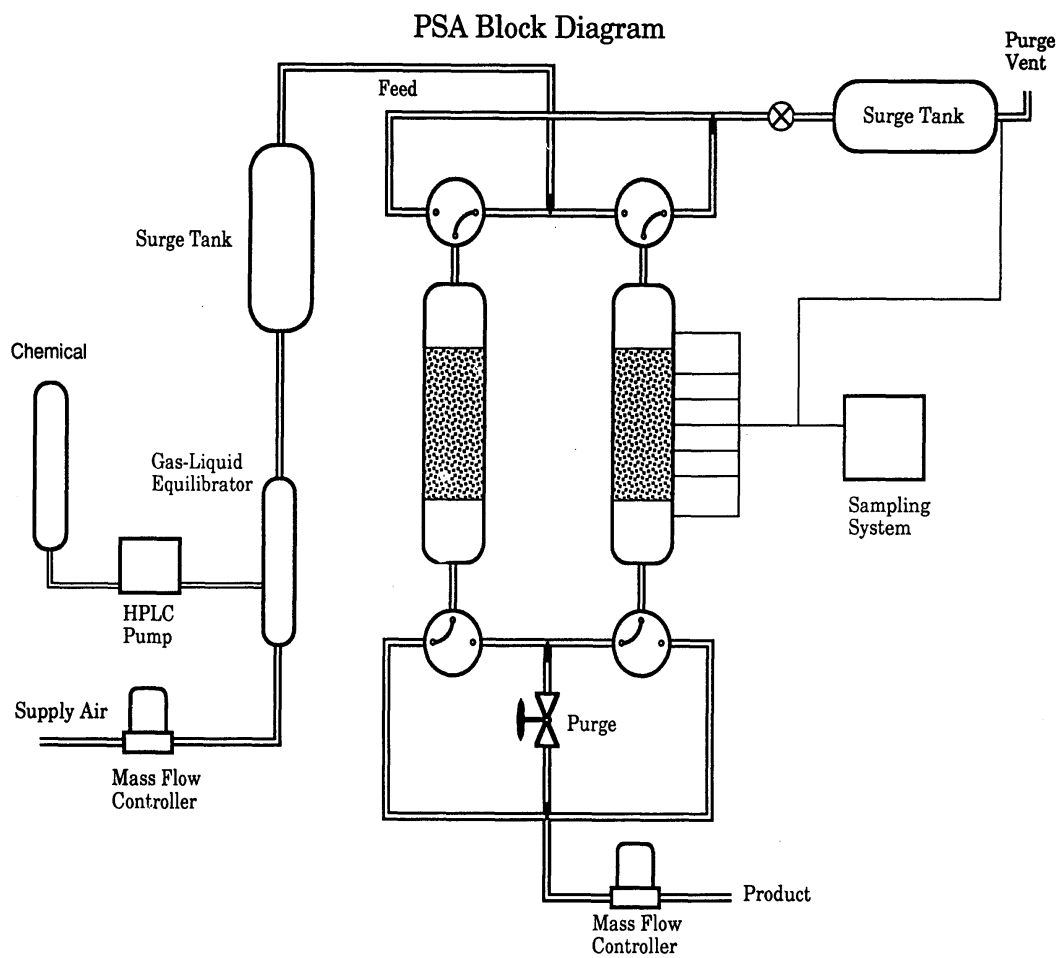 PSA Block Diagram
Purge
Vent
Feed
Surge Tank
Surge Tank
Chemical
Gas-Liquid
Equilibrator
Sampling
System
HPLC
Pump
Supply Air
Purge
Mass Flow
Controller
Product
Mass Flow
Controller